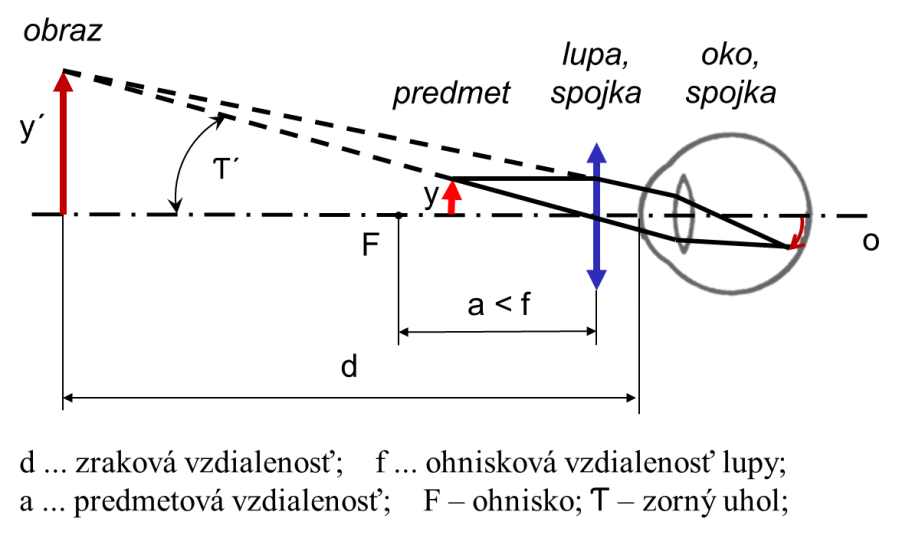 obraz
lupa,
spojka
oko,
spojka
predmet
y´
Ƭ´
y
F
o
a < f
d
d ... zraková vzdialenosť; f ... ohnisková vzdialenosť lupy;
a ... predmetová vzdialenosť; F – ohnisko; Ƭ – zorný uhol;